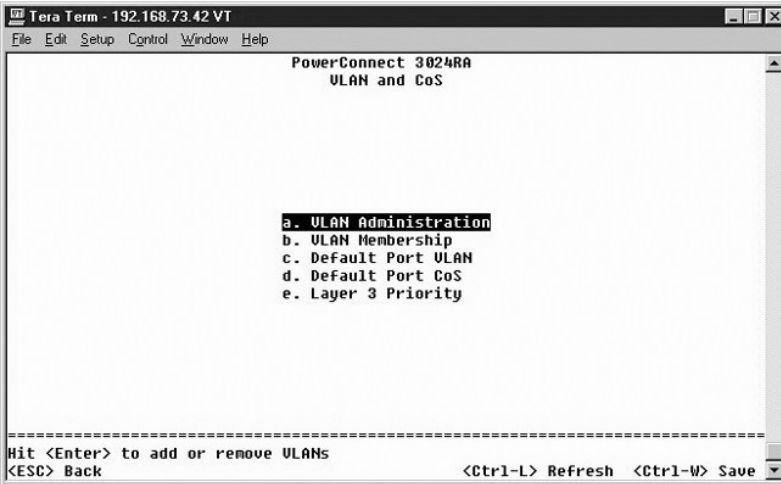 Tera Term - 192.168.73.42 VT
File Edit Setup Control Window Help
PowerConnect 3024RA
VLAN and CoS
a. VLAN Administration
b. VLAN Membership
c. Default Port VLAN
d. Default Port CoS
e. Layer 3 Priority
Hit <Enter> to add or remove VLANs
<ESC> Back <Ctrl-L> Refresh <Ctrl-W> Save